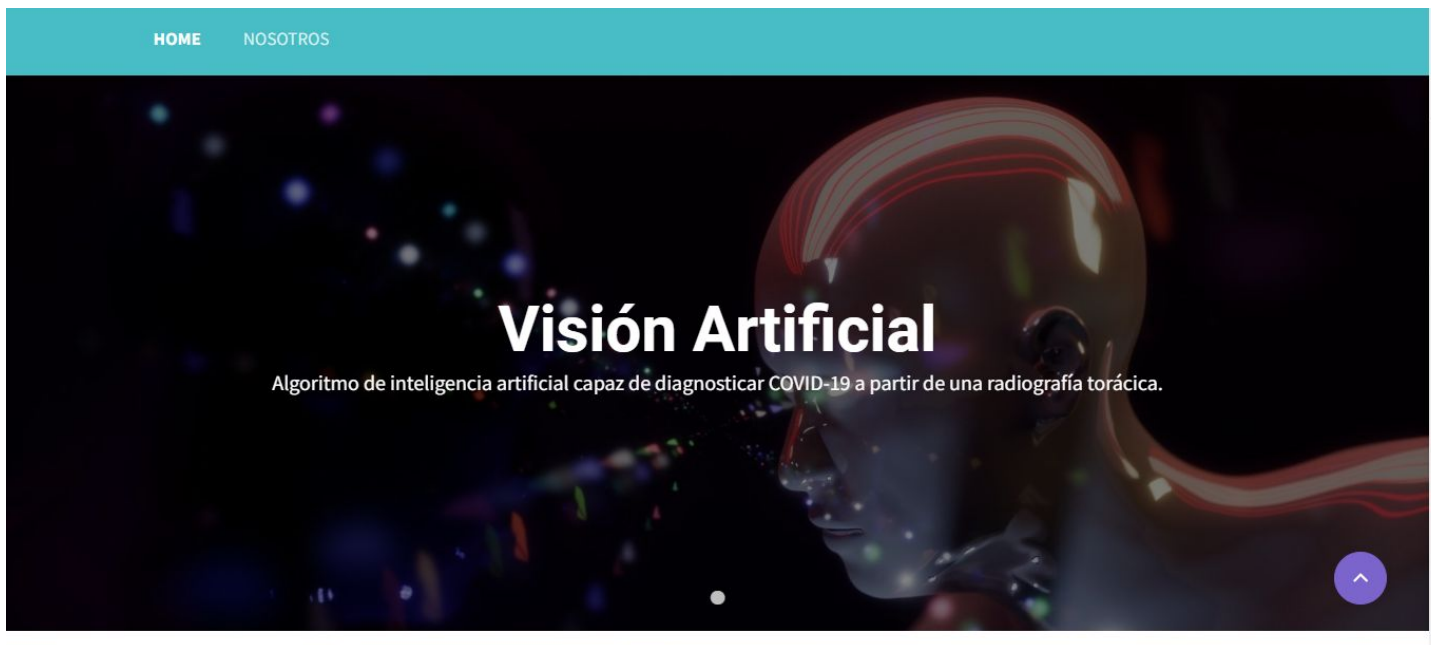 HOME NOSOTROS
Visión Artificial
Algoritmo de inteligencia artificial capaz de diagnosticar COVID-19 a partir de una radiografía torácica.